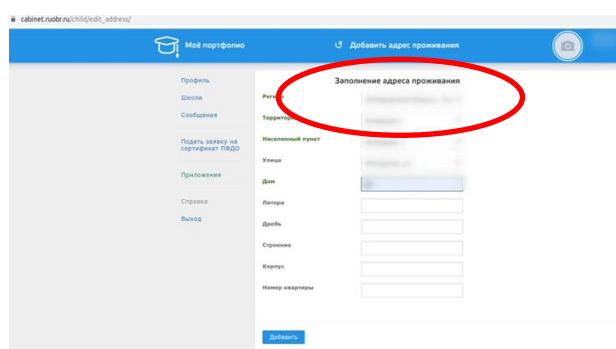 cabinet.ruobr.ru/child/edit_address/
Моё портфолио
Добавить адрес проживания
Профиль
Школа
Сообщения
Подать заявку на
сертификат ПФДО
Приложения
Справка
Выход
Заполнение адреса проживания
Регион
Населенный пункт
Улица
Дом
Литера
Дробь
Строение
Корпус
Номер квартиры
Добавить